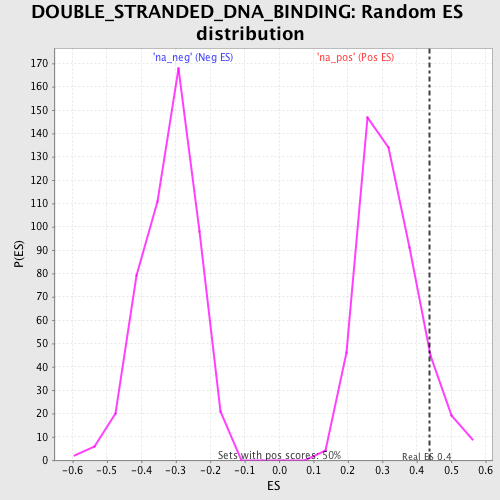 DOUBLE_STRANDED_DNA_BINDING: Random ES
distribution
'na_neg' (Neg ES)
'na_pos' (Pos ES)
170
160
150
140
130
120
110
100
90
80
70
60
50
40
30
20
10
0
P(ES)
Sets with pos scores: 50%
Real ES 0.4
-0.6 -0.5 -0.4 -0.3 -0.2 -0.1 0.0 0.1 0.2 0.3 0.4 0.5 0.6
ES